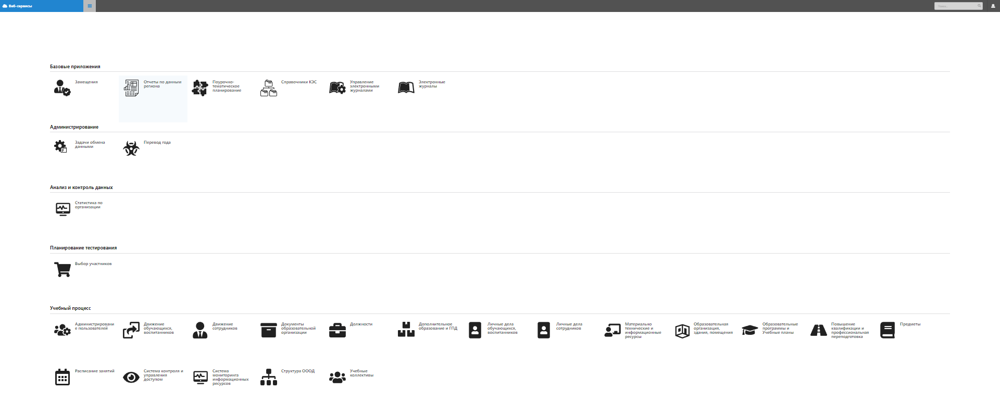 Веб-сервисы
Поиск...
Базовые приложения
Замещения
Отчеты по данным
региона
Поурочно-
тематическое
планирование
Справочники КЭС
Управление
электронными
журналами
Электронные
журналы
Администрирование
Задачи обмена
данными
Перевод года
Анализ и контроль данных
Статистика по
организации
Планирование тестирования
Выбор участников
Учебный процесс
Администрировани
е пользователей
Движение
обучающихся,
воспитанников
Движение
сотрудников
Документы
образовательной
организации
Должности
Дополнительное
образование и ГПД
Личные дела
обучающихся,
воспитанников
Личные дела
сотрудников
Материально
технические и
информационные
ресурсы
Образовательная
организация,
здания, помещения
Образовательные
программы и
Учебные планы
Повышение
квалификации и
профессиональная
переподготовка
Предметы
Расписание занятий
Система контроля и
управления
доступом
Система
мониторинга
информационных
ресурсов
Структура ОООД
Учебные
коллективы